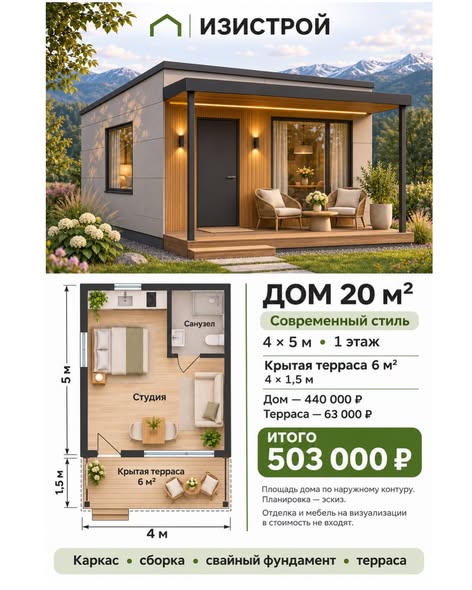 ИЗИСТРОЙ
ДОМ 20 м²
Современный стиль
4 × 5 м • 1 этаж
Крытая терраса 6 м²
4 × 1,5 м
Дом — 440 000 ₽
Терраса — 63 000 ₽
ИТОГО
503 000 ₽
Площадь дома по наружному контуру.
Планировка — эскиз.
Отделка и мебель на визуализации
в стоимость не входят.
5 м
Санузел
Студия
1,5 м
Крытая терраса
6 м²
4 м
Каркас • сборка • свайный фундамент • терраса